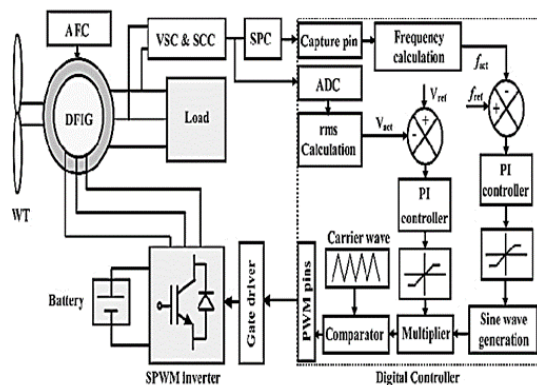 AFC
VSC & SCC
SPC
Capture pin
Frequency
calculation
f_act
DFIG
Load
ADC
rms
Calculation
V_act
V_ref
f_ref
+
-
-
+
PI
controller
PI
controller
WT
Carrier wave
Battery
Gate driver
PWM pins
Comparator
Multiplier
Sine wave
generation
SPWM inverter
Digital Controller